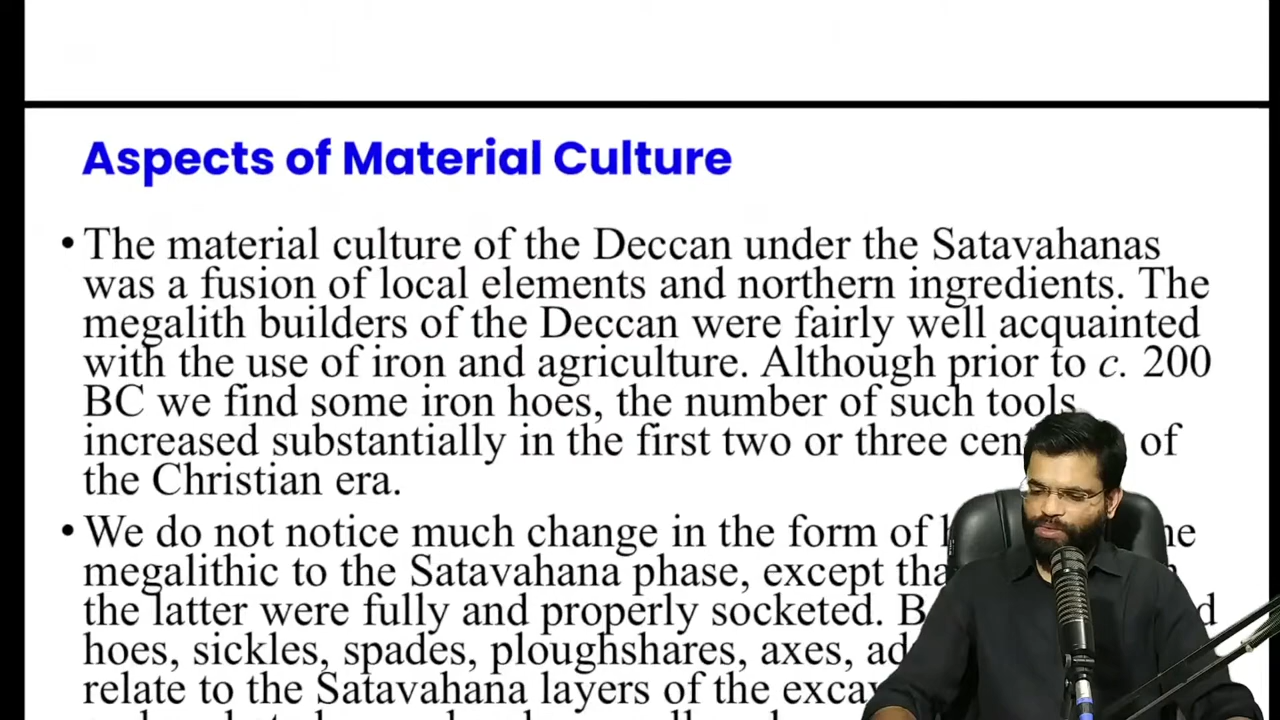 Aspects of Material Culture
• The material culture of the Deccan under the Satavahanas
was a fusion of local elements and northern ingredients. The
megalith builders of the Deccan were fairly well acquainted
with the use of iron and agriculture. Although prior to c. 200
BC we find some iron hoes, the number of such tools
increased substantially in the first two or three of
the Christian era.
• We do not notice much change in the form of
megalithic to the Satavahana phase, except
the latter were fully and properly socketed.
hoes, sickles, spades, ploughshares, axes,
relate to the Satavahana layers of the